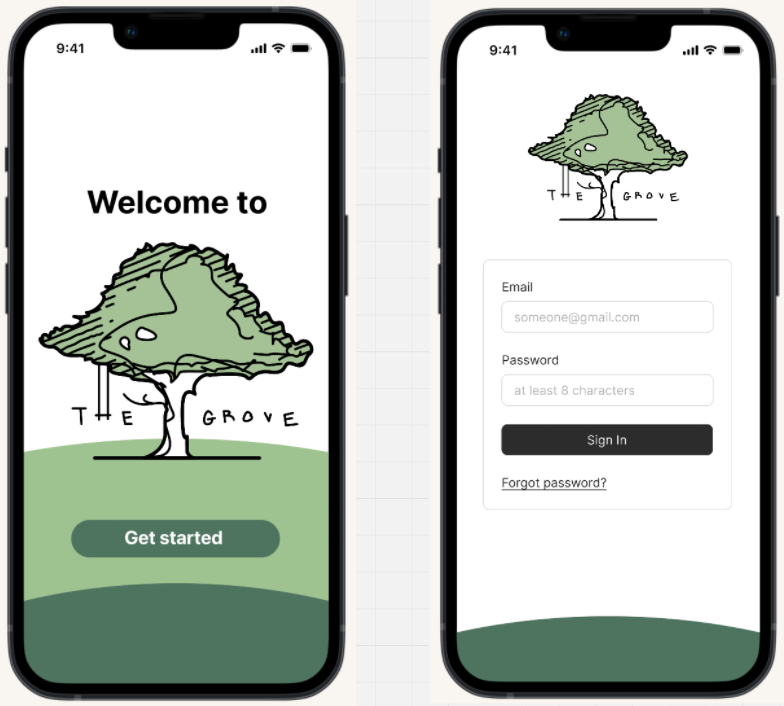 9:41
Welcome to
THE GROVE
Get started
9:41
THE GROVE
Email
someone@gmail.com
Password
at least 8 characters
Sign In
Forgot password?